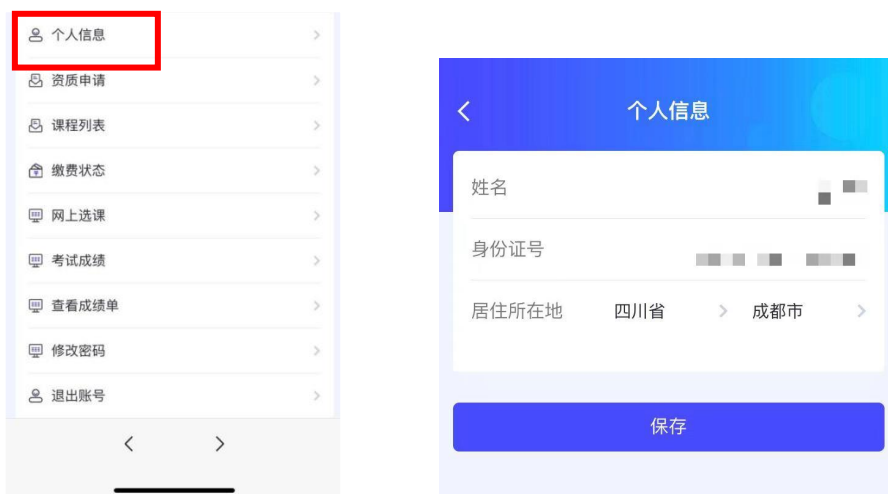 个人信息
资质申请
课程列表
缴费状态
网上选课
考试成绩
查看成绩单
修改密码
退出账号
个人信息
姓名
身份证号
居住所在地 四川省 成都市
保存